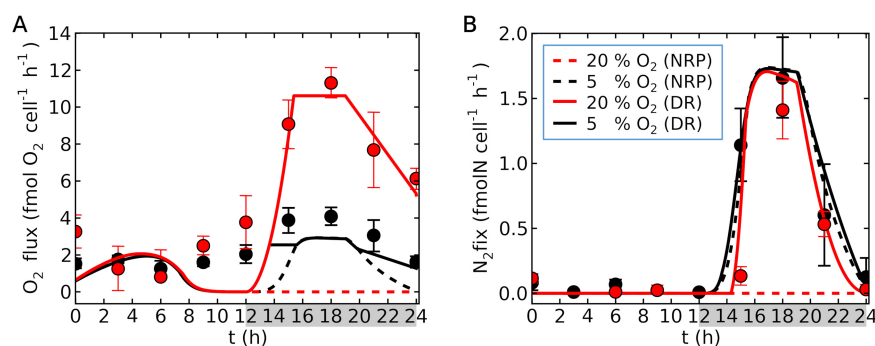 A
O₂ flux (fmol O₂ cell⁻¹ h⁻¹)
14
12
10
8
6
4
2
0
0 2 4 6 8 10 12 14 16 18 20 22 24
t (h)
B
N₂fix (fmolN cell⁻¹ h⁻¹)
2.0
1.5
1.0
0.5
0.0
20 % O₂ (NRP)
5 % O₂ (NRP)
20 % O₂ (DR)
5 % O₂ (DR)
0 2 4 6 8 10 12 14 16 18 20 22 24
t (h)